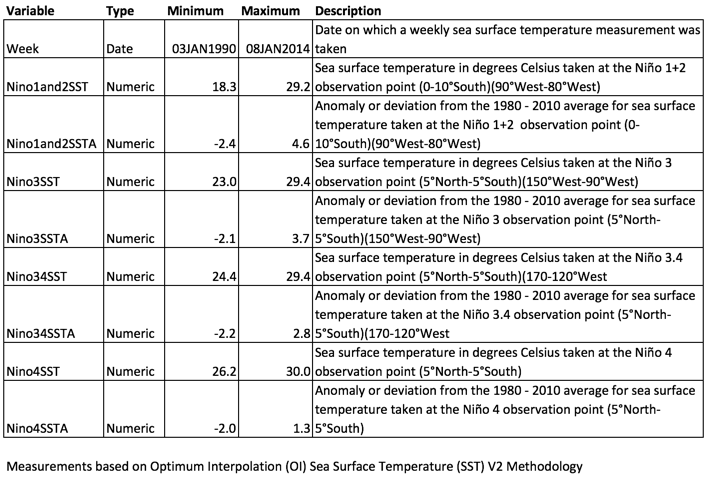 Variable Type Minimum Maximum Description
Date on which a weekly sea surface temperature measurement was
Week Date 03JAN1990 08JAN2014 taken
Sea surface temperature in degrees Celsius taken at the Niño 1+2
Nino1and2SST Numeric 18.3 29.2 observation point (0-10°South)(90°West-80°West)
Anomaly or deviation from the 1980 - 2010 average for sea surface
temperature taken at the Niño 1+2 observation point (0-
Nino1and2SSTA Numeric -2.4 4.6 10°South)(90°West-80°West)
Sea surface temperature in degrees Celsius taken at the Niño 3
Nino3SST Numeric 23.0 29.4 observation point (5°North-5°South)(150°West-90°West)
Anomaly or deviation from the 1980 - 2010 average for sea surface
temperature taken at the Niño 3 observation point (5°North-
Nino3SSTA Numeric -2.1 3.7 5°South)(150°West-90°West)
Sea surface temperature in degrees Celsius taken at the Niño 3.4
Nino34SST Numeric 24.4 29.4 observation point (5°North-5°South)(170-120°West
Anomaly or deviation from the 1980 - 2010 average for sea surface
temperature taken at the Niño 3.4 observation point (5°North-
Nino34SSTA Numeric -2.2 2.8 5°South)(170-120°West
Sea surface temperature in degrees Celsius taken at the Niño 4
Nino4SST Numeric 26.2 30.0 observation point (5°North-5°South)
Anomaly or deviation from the 1980 - 2010 average for sea surface
temperature taken at the Niño 4 observation point (5°North-
Nino4SSTA Numeric -2.0 1.3 5°South)
Measurements based on Optimum Interpolation (OI) Sea Surface Temperature (SST) V2 Methodology